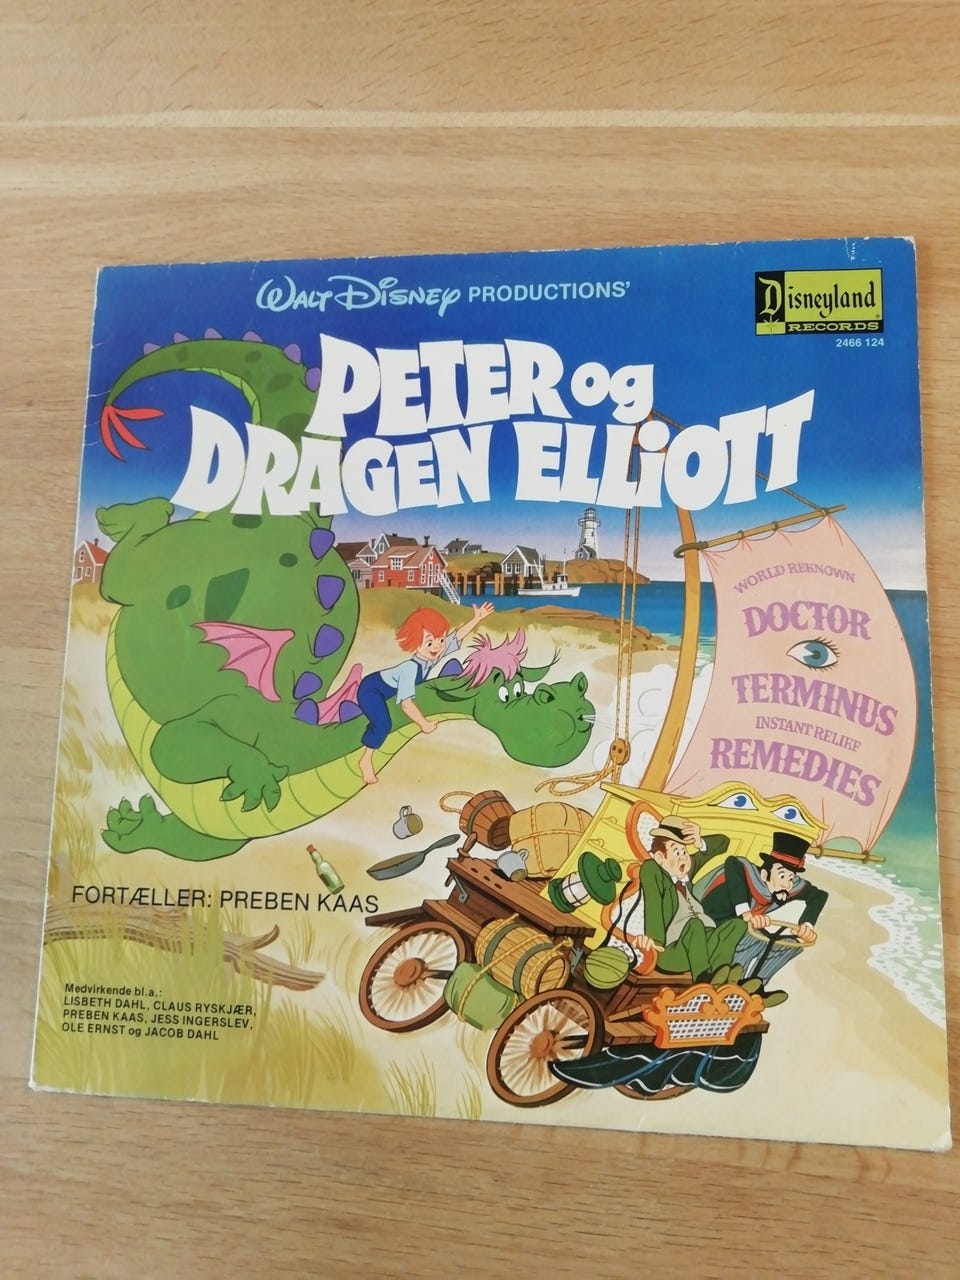 WALT DISNEY PRODUCTIONS'
Disneyland
RECORDS
2466 124
PETER og
DRAGEN ELLiOTT
WORLD REKNOWN
DOCTOR
TERMINUS
INSTANT RELIEF
REMEDIES
FORTÆLLER: PREBEN KAAS
Medvirkende bl.a.:
LISBETH DAHL, CLAUS RYSKJÆR,
PREBEN KAAS, JESS INGERSLEV,
OLE ERNST og JACOB DAHL